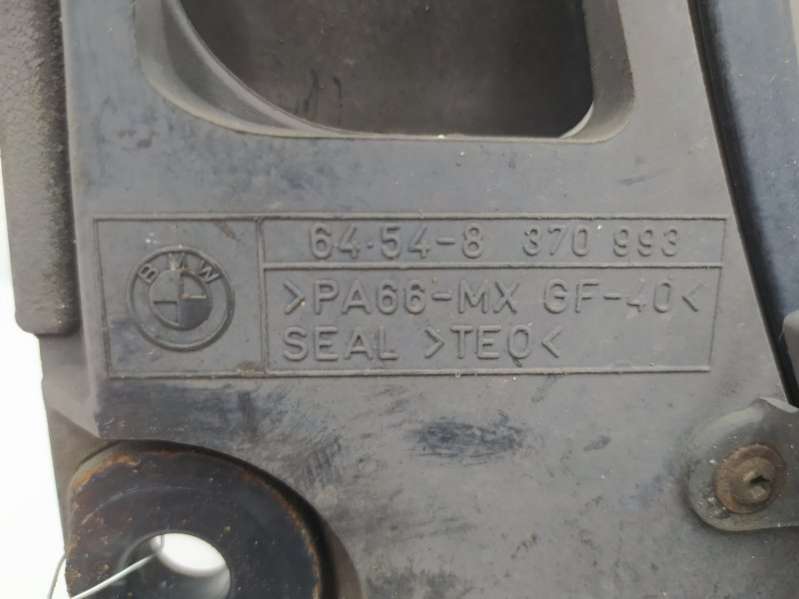 BMW
64.54-8 370 993
>PA66-MX GF-40<
SEAL >TEO<